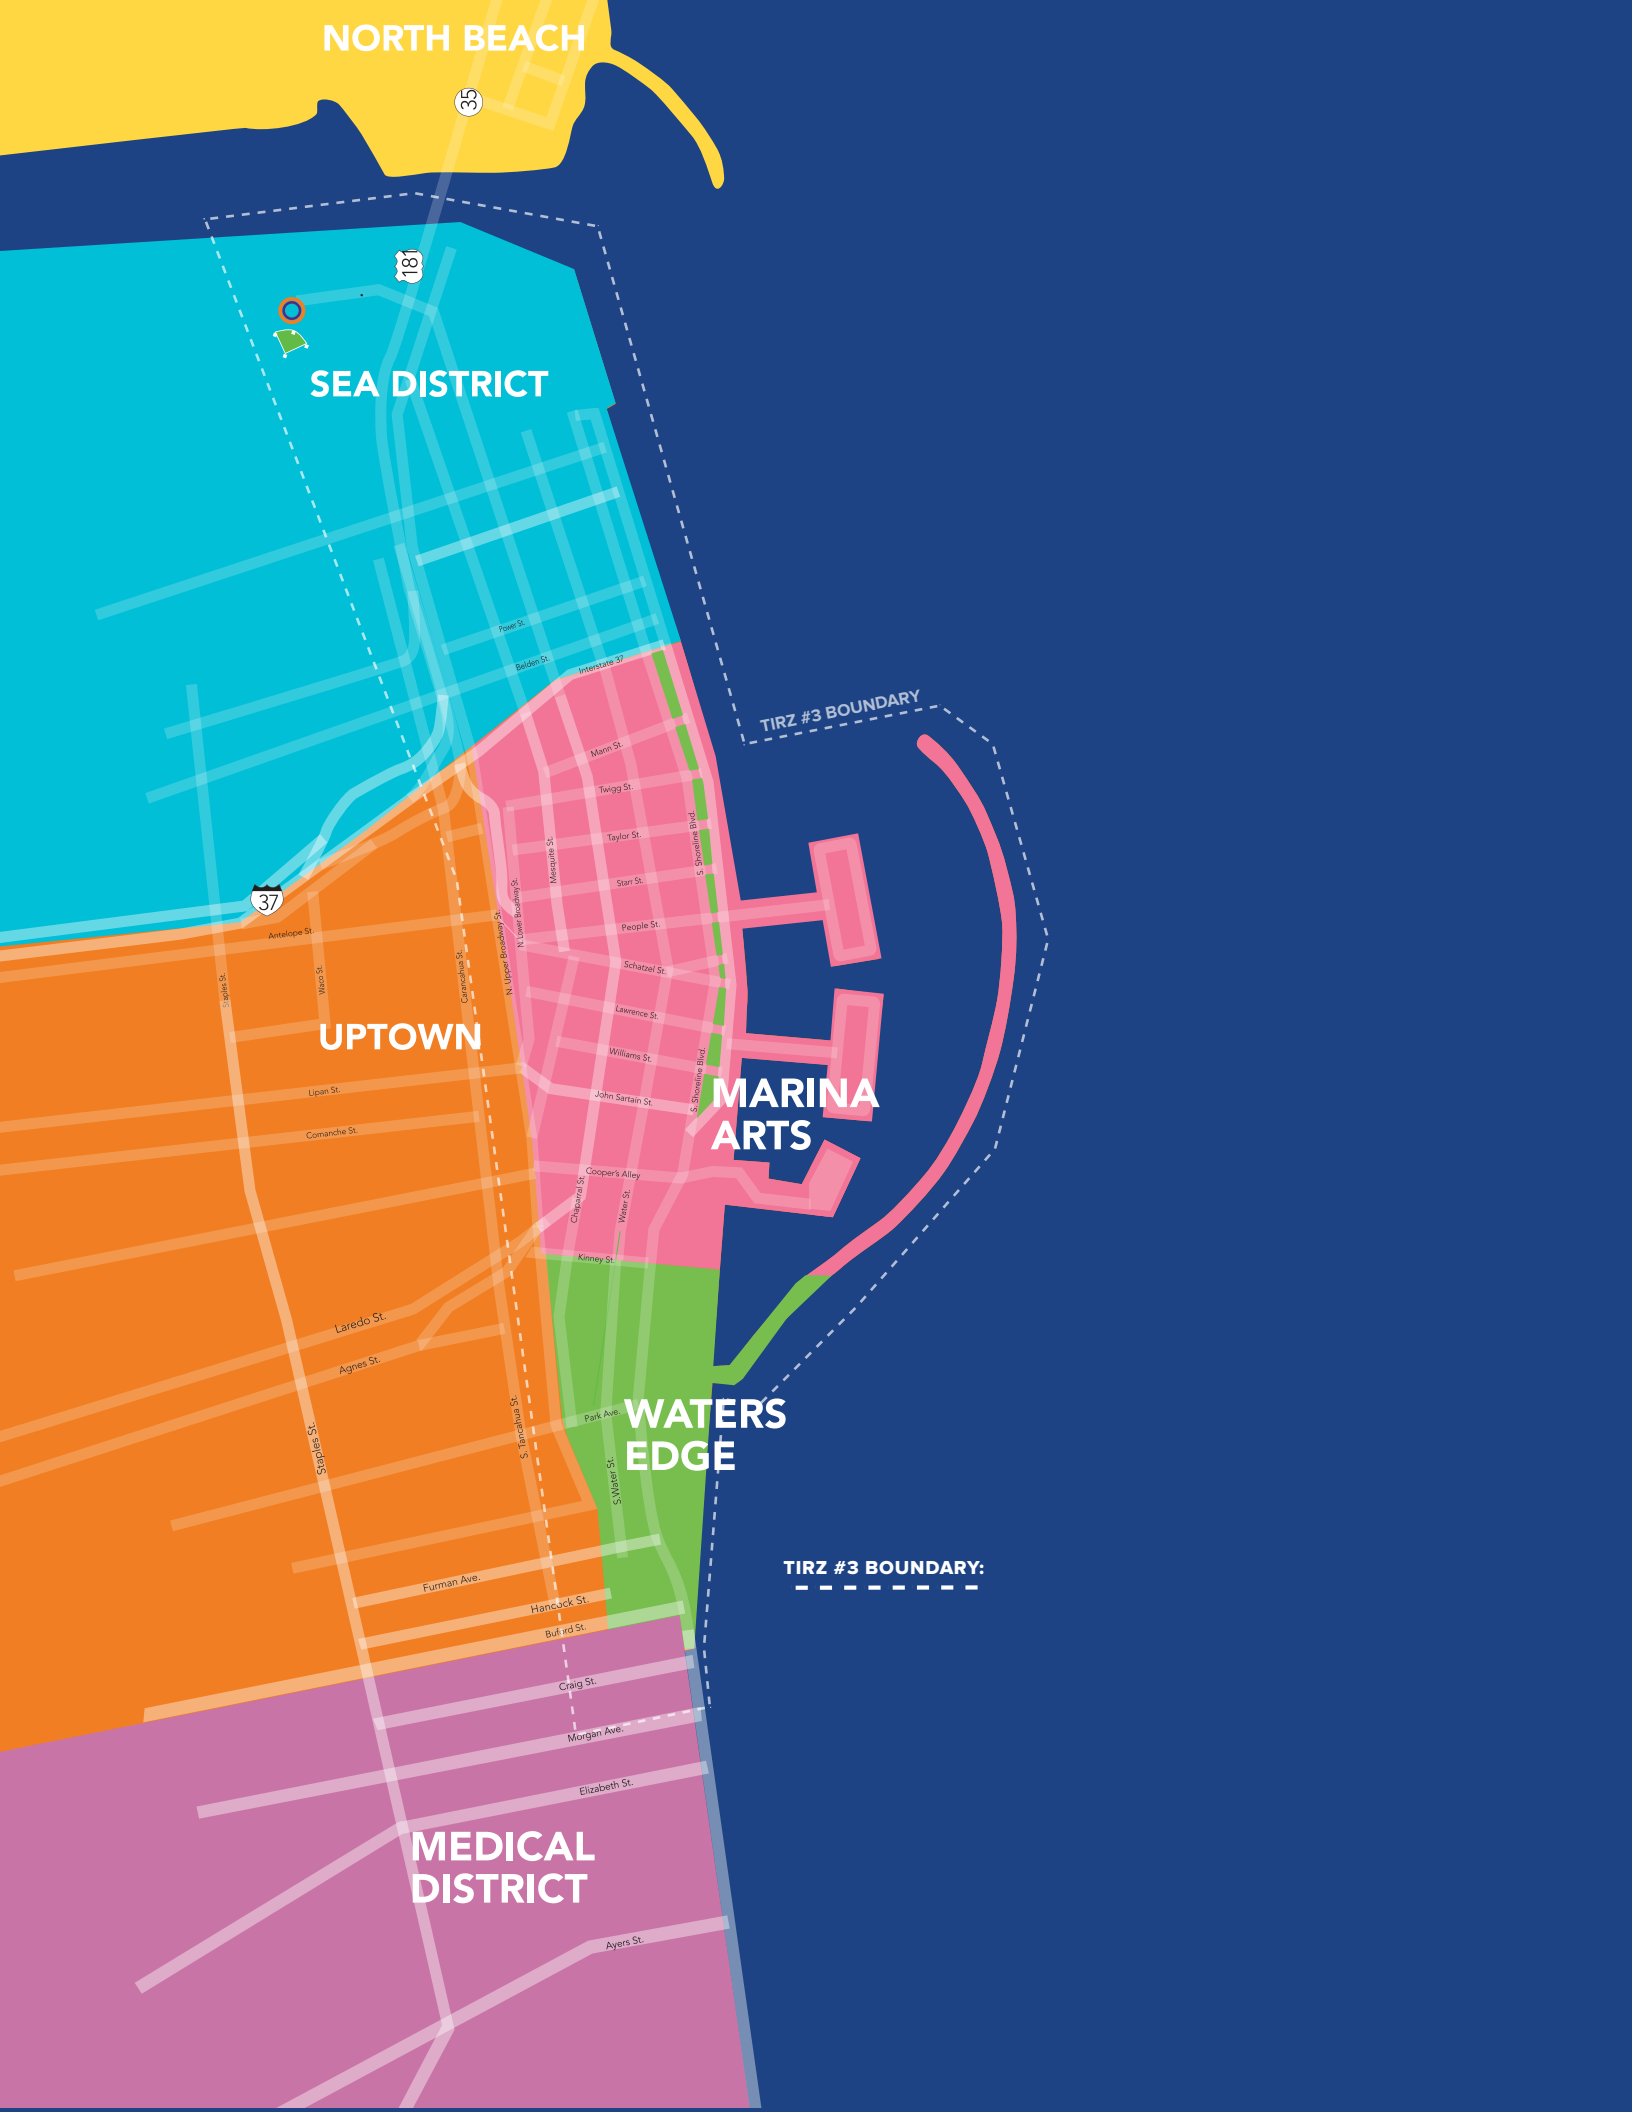 NORTH BEACH
35
181
SEA DISTRICT
Power St.
Belden St.
Interstate 37
TIRZ #3 BOUNDARY
Mann St.
Twigg St.
Taylor St.
Mesquite St.
S. Shoreline Blvd.
Starr St.
37
N. Lower Broadway St.
N. Upper Broadway St.
People St.
Antelope St.
Carancahua St.
Waco St.
Staples St.
Schatzel St.
Lawrence St.
UPTOWN
Williams St.
S. Shoreline Blvd.
Lipan St.
John Sartain St.
MARINA
ARTS
Comanche St.
Cooper's Alley
Chaparral St.
Water St.
Kinney St.
Laredo St.
Agnes St.
Park Ave.
WATERS
EDGE
S. Tancahua St.
Staples St.
S. Water St.
TIRZ #3 BOUNDARY:
Furman Ave.
Hancock St.
Buford St.
Craig St.
Morgan Ave.
Elizabeth St.
MEDICAL
DISTRICT
Ayers St.